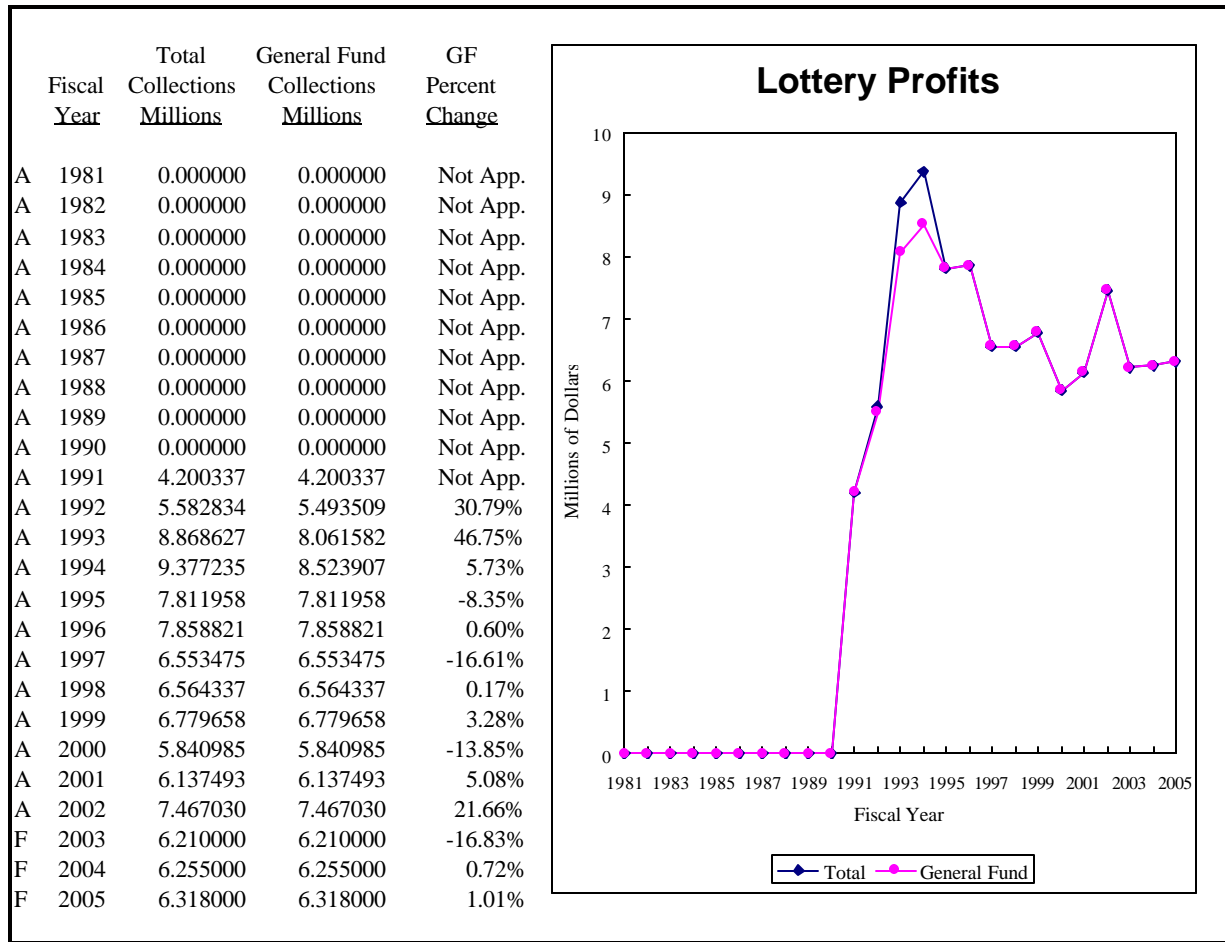 Total General Fund GF
Fiscal Collections Collections Percent
Year Millions Millions Change
A 1981 0.000000 0.000000 Not App.
A 1982 0.000000 0.000000 Not App.
A 1983 0.000000 0.000000 Not App.
A 1984 0.000000 0.000000 Not App.
A 1985 0.000000 0.000000 Not App.
A 1986 0.000000 0.000000 Not App.
A 1987 0.000000 0.000000 Not App.
A 1988 0.000000 0.000000 Not App.
A 1989 0.000000 0.000000 Not App.
A 1990 0.000000 0.000000 Not App.
A 1991 4.200337 4.200337 Not App.
A 1992 5.582834 5.493509 30.79%
A 1993 8.868627 8.061582 46.75%
A 1994 9.377235 8.523907 5.73%
A 1995 7.811958 7.811958 -8.35%
A 1996 7.858821 7.858821 0.60%
A 1997 6.553475 6.553475 -16.61%
A 1998 6.564337 6.564337 0.17%
A 1999 6.779658 6.779658 3.28%
A 2000 5.840985 5.840985 -13.85%
A 2001 6.137493 6.137493 5.08%
A 2002 7.467030 7.467030 21.66%
F 2003 6.210000 6.210000 -16.83%
F 2004 6.255000 6.255000 0.72%
F 2005 6.318000 6.318000 1.01%
Lottery Profits
10
9
8
7
6
5
4
3
2
1
0
Millions of Dollars
1981 1983 1985 1987 1989 1991 1993 1995 1997 1999 2001 2003 2005
Fiscal Year
Total General Fund